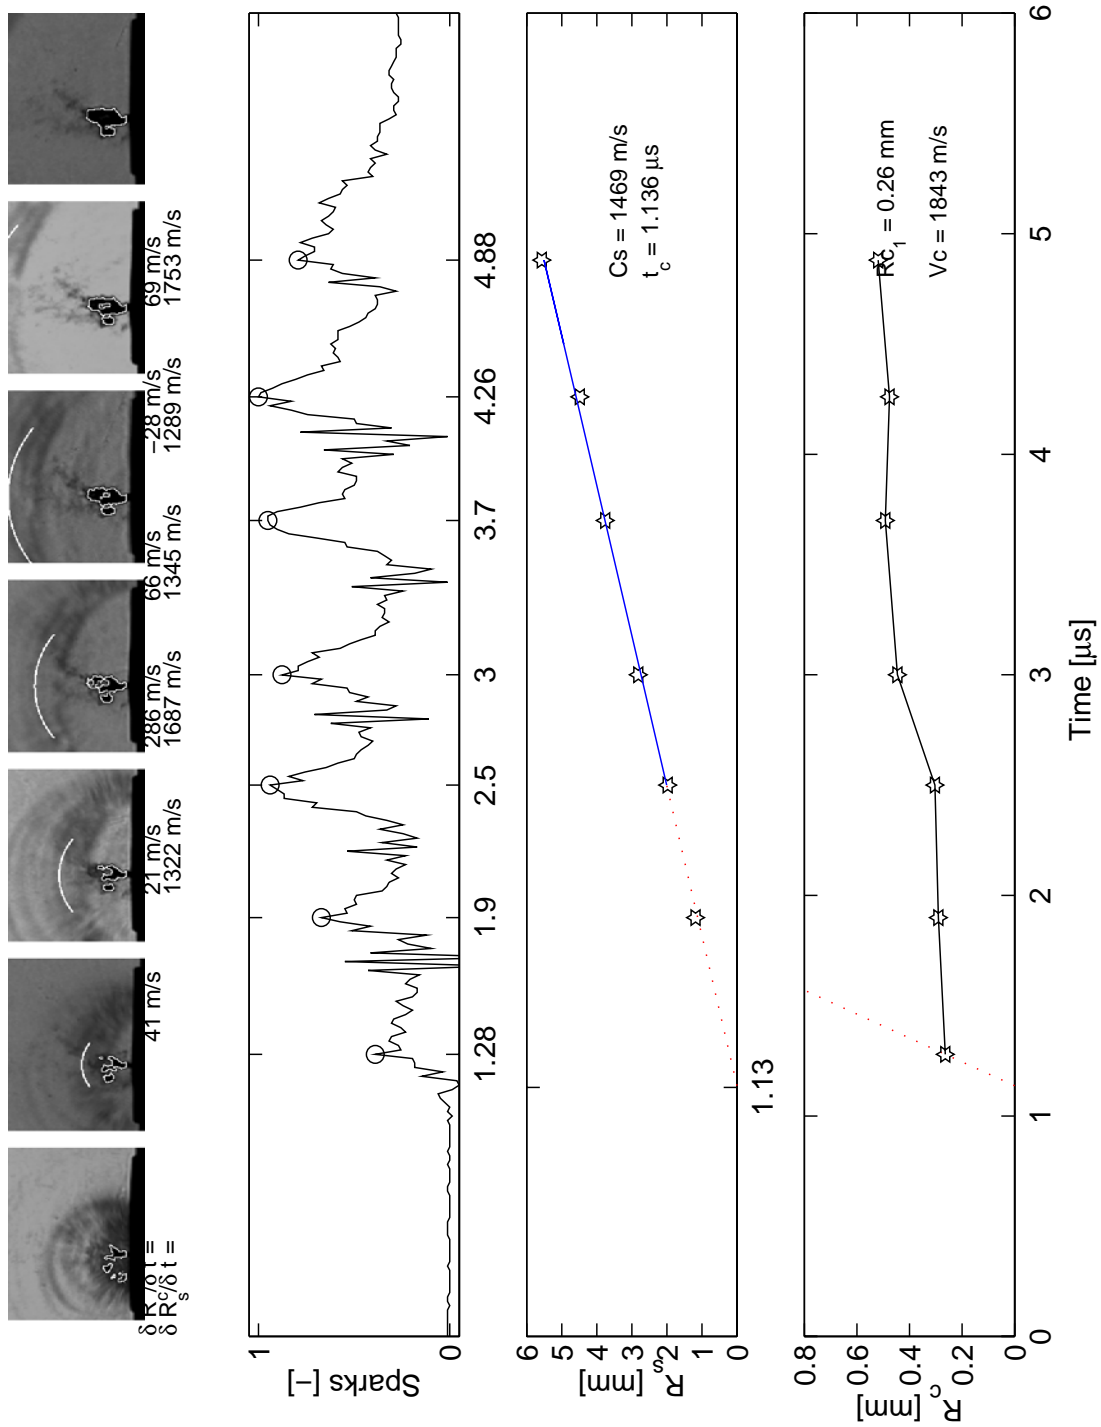 δ R_c/δ t =
41 m/s
21 m/s
286 m/s
66 m/s
−28 m/s
69 m/s
δ R_s/δ t =
1322 m/s
1687 m/s
1345 m/s
1289 m/s
1753 m/s
Sparks [−]
1
0
1.28
1.9
2.5
3
3.7
4.26
4.88
R_s [mm]
6
5
4
3
2
1
0
Cs = 1469 m/s
t_c = 1.136 μs
1.13
R_c [mm]
0.8
0.6
0.4
0.2
0
Rc_1 = 0.26 mm
Vc = 1843 m/s
0
1
2
3
4
5
6
Time [μs]